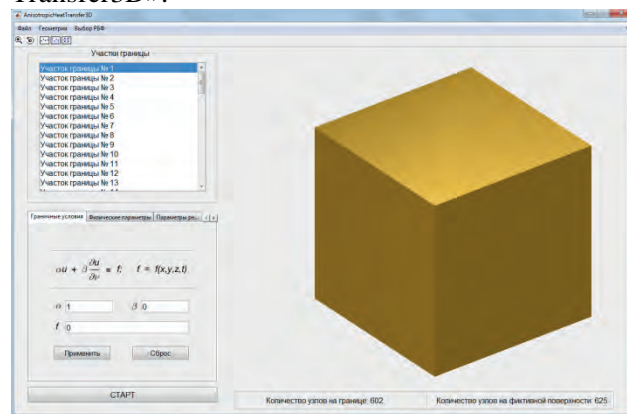 Transfer3D».
AnisotropicHeatTransfer3D
Файл Геометрия Выбор РБФ
Участки границы
Участок границы № 1
Участок границы № 2
Участок границы № 3
Участок границы № 4
Участок границы № 5
Участок границы № 6
Участок границы № 7
Участок границы № 8
Участок границы № 9
Участок границы № 10
Участок границы № 11
Участок границы № 12
Участок границы № 13
Граничные условия Физические параметры Параметры ре...
αu + β ∂u/∂ν = f; f = f(x,y,z,t)
α 1 β 0
f 0
Применить Сброс
СТАРТ
Количество узлов на границе: 602 Количество узлов на фиктивной поверхности: 625